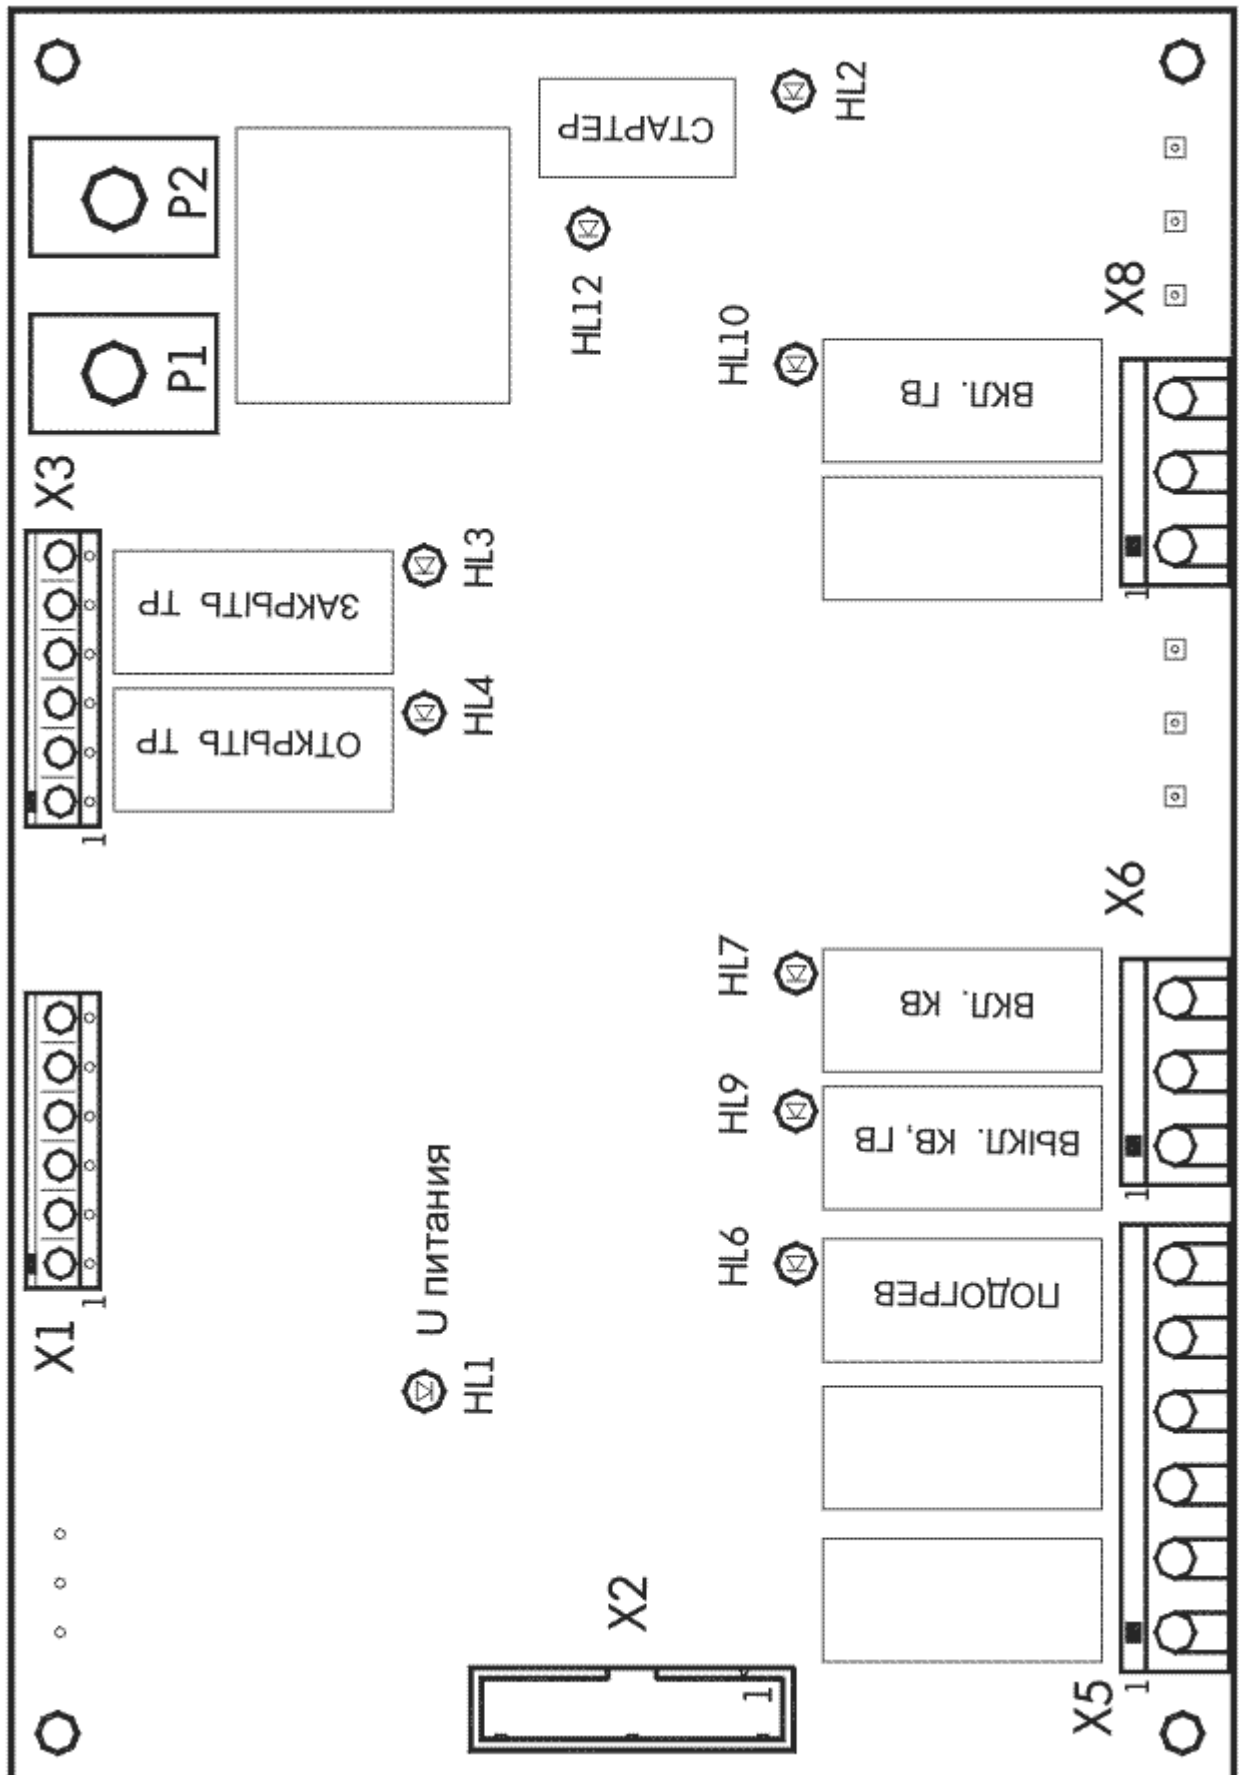 HL2
СТАРТЕР
P2
HL12
X8
HL10
P1
ВКЛ. ГВ
X3
HL3
1
ЗАКРЫТЬ ТР
HL4
ОТКРЫТЬ ТР
1
X6
HL7
ВКЛ. КВ
HL9
ВЫКЛ. КВ, ГВ
1
U питания
HL6
1
ПОДОГРЕВ
X1
HL1
X2
1
X5
1